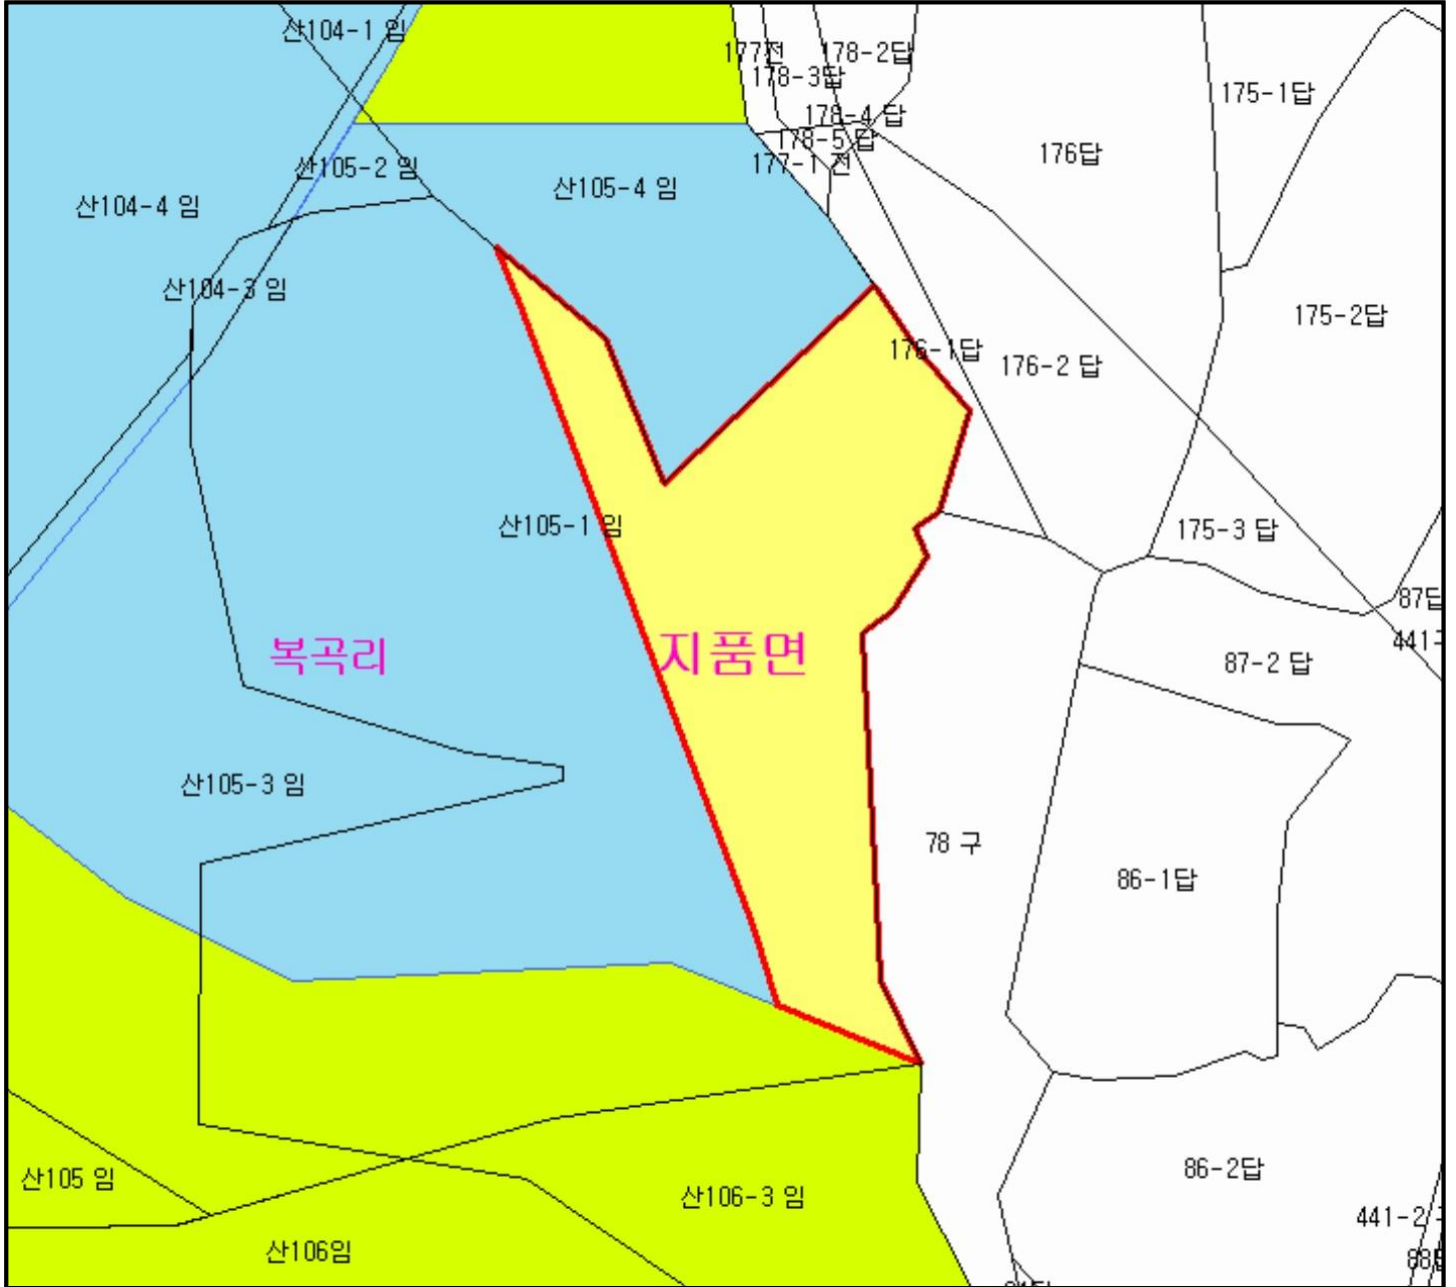 산104-1 임
177전
178-2답
178-3답
175-1답
178-4 답
178-5 답
177-1 전
176답
산105-2 임
산105-4 임
산104-4 임
산104-3 임
175-2답
176-1답
176-2 답
산105-1 임
175-3 답
87답
441-
복곡리
지품면
87-2 답
산105-3 임
78 구
86-1답
산105 임
산106-3 임
86-2답
441-2
산106임
88답